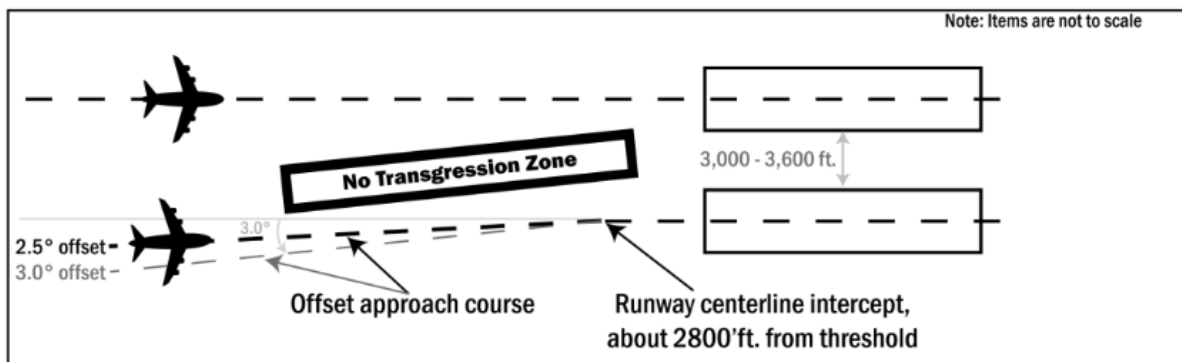 Note: Items are not to scale
No Transgression Zone
3,000 - 3,600 ft.
3.0°
2.5° offset
3.0° offset
Offset approach course
Runway centerline intercept,
about 2800'ft. from threshold